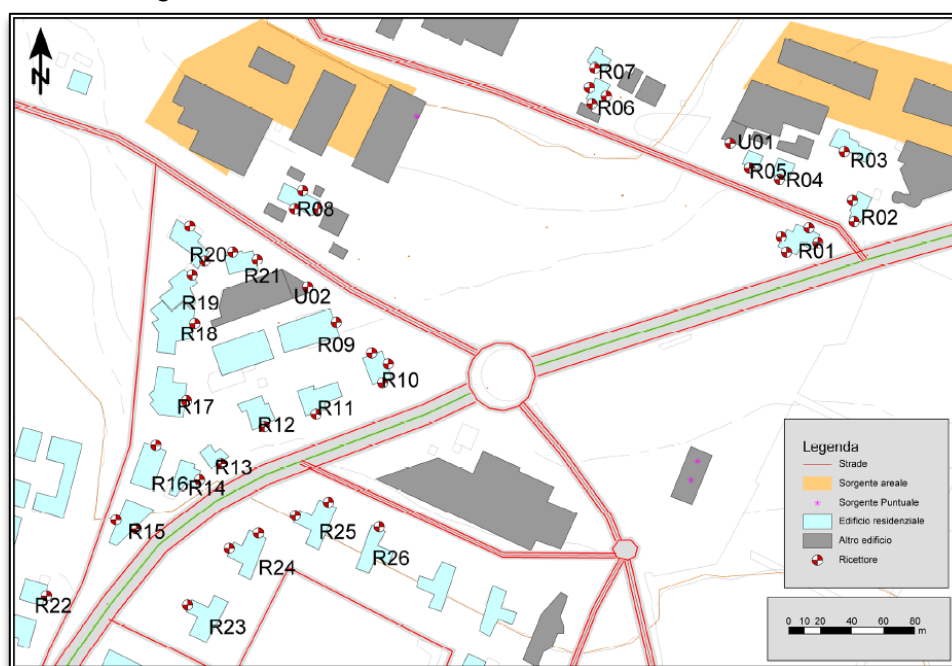 N
R07
R06
U01
R03
R05
R04
R02
R08
R01
R20
R21
R19
U02
R18
R09
R10
R17
R11
R12
R13
R16
R14
R15
R25
R26
R24
R22
R23
Legenda
Strade
Sorgente areale
Sorgente Puntuale
Edificio residenziale
Altro edificio
Ricettore
0 10 20 40 60 80
m